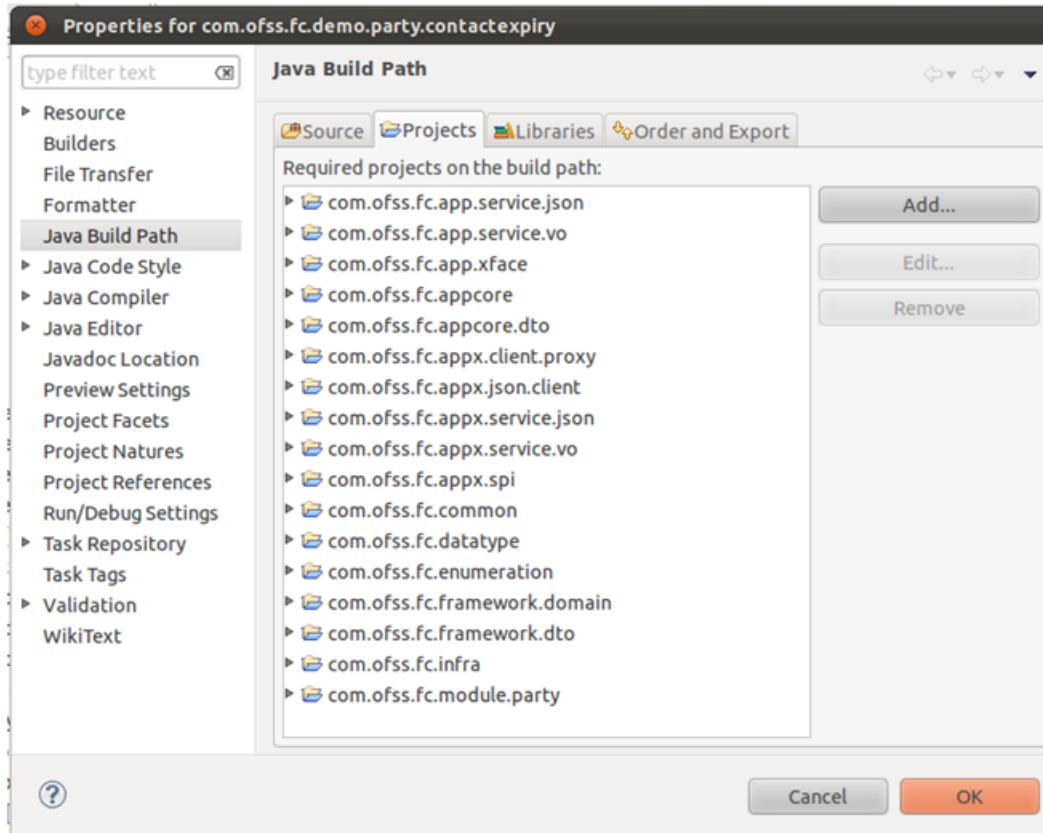 Properties for com.ofss.fc.demo.party.contactexpiry
type filter text
Resource
Builders
File Transfer
Formatter
Java Build Path
Java Code Style
Java Compiler
Java Editor
Javadoc Location
Preview Settings
Project Facets
Project Natures
Project References
Run/Debug Settings
Task Repository
Task Tags
Validation
WikiText
Java Build Path
Source Projects Libraries Order and Export
Required projects on the build path:
com.ofss.fc.app.service.json
com.ofss.fc.app.service.vo
com.ofss.fc.app.xface
com.ofss.fc.appcore
com.ofss.fc.appcore.dto
com.ofss.fc.appx.client.proxy
com.ofss.fc.appx.json.client
com.ofss.fc.appx.service.json
com.ofss.fc.appx.service.vo
com.ofss.fc.appx.spi
com.ofss.fc.common
com.ofss.fc.datatype
com.ofss.fc.enumeration
com.ofss.fc.framework.domain
com.ofss.fc.framework.dto
com.ofss.fc.infra
com.ofss.fc.module.party
Add...
Edit...
Remove
Cancel
OK